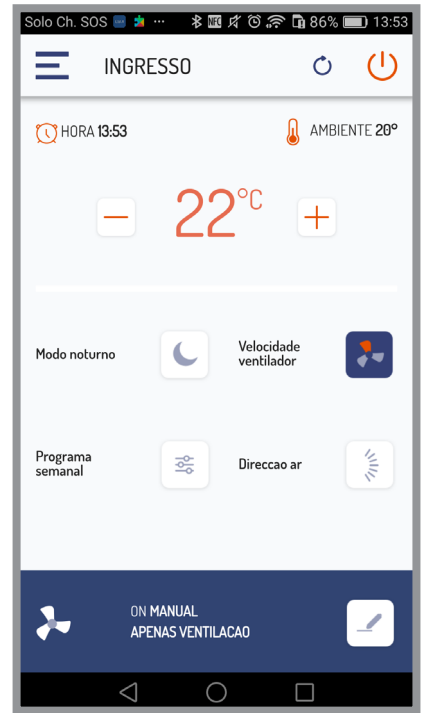 Solo Ch. SOS ... 86% 13:53
INGRESSO
HORA 13:53
AMBIENTE 20°
22°C
Modo noturno
Velocidade
ventilador
Programa
semanal
Direccao ar
ON MANUAL
APENAS VENTILACAO